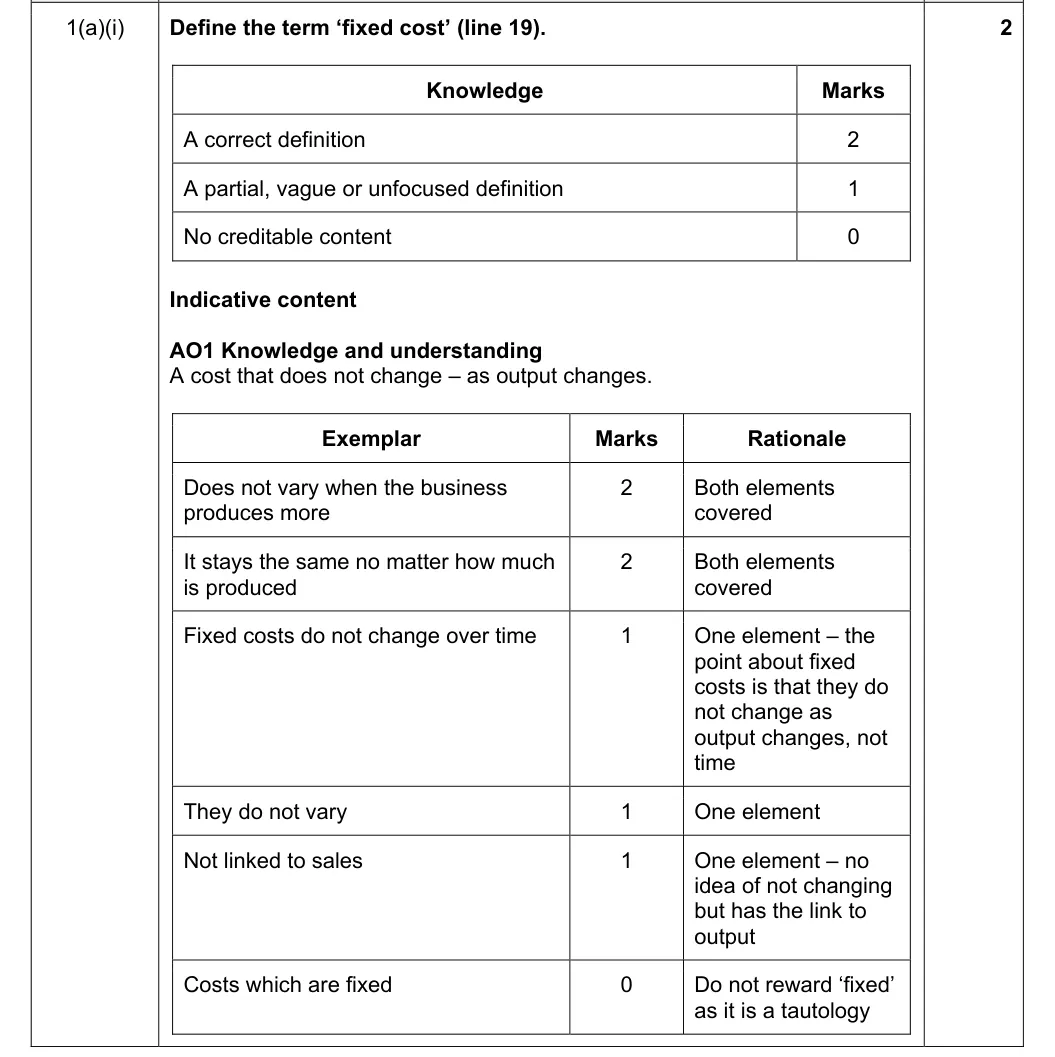 1(a)(i) Define the term ‘fixed cost’ (line 19). 2
Knowledge Marks
A correct definition 2
A partial, vague or unfocused definition 1
No creditable content 0
Indicative content
AO1 Knowledge and understanding
A cost that does not change – as output changes.
Exemplar Marks Rationale
Does not vary when the business 2 Both elements
produces more covered
It stays the same no matter how much 2 Both elements
is produced covered
Fixed costs do not change over time 1 One element – the
point about fixed
costs is that they do
not change as
output changes, not
time
They do not vary 1 One element
Not linked to sales 1 One element – no
idea of not changing
but has the link to
output
Costs which are fixed 0 Do not reward ‘fixed’
as it is a tautology